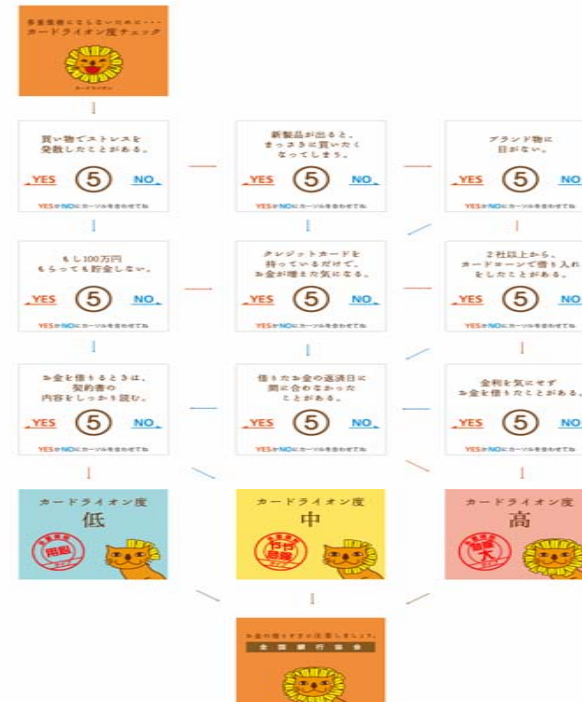 多重債務にならないために・・・
カードライオン度チェック
カードライオン
買い物でストレスを
発散したことがある。
YES 5 NO
YESかNOにカーソルを合わせてね
新製品が出ると、
まっさきに買いたく
なってしまう。
YES 5 NO
YESかNOにカーソルを合わせてね
ブランド物に
目がない。
YES 5 NO
YESかNOにカーソルを合わせてね
もし100万円
もらっても貯金しない。
YES 5 NO
YESかNOにカーソルを合わせてね
クレジットカードを
持っているだけで、
お金が増えた気になる。
YES 5 NO
YESかNOにカーソルを合わせてね
2社以上から、
カードローンで借り入れ
をしたことがある。
YES 5 NO
YESかNOにカーソルを合わせてね
お金を借りるときは、
契約書の
内容をしっかり読む。
YES 5 NO
YESかNOにカーソルを合わせてね
借りたお金の返済日に
間に合わなかった
ことがある。
YES 5 NO
YESかNOにカーソルを合わせてね
金利を気にせず
お金を借りたことがある。
YES 5 NO
YESかNOにカーソルを合わせてね
カードライオン度
低
カードライオン度
中
やや
危険
カードライオン度
高
危険
大
お金の借りすぎに注意しましょう。
全国銀行協会